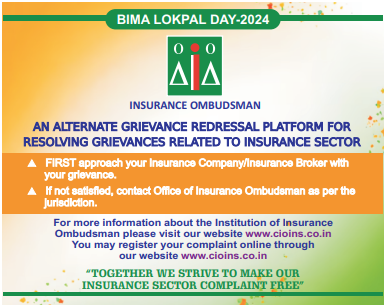 BIMA LOKPAL DAY-2024
INSURANCE OMBUDSMAN
AN ALTERNATE GRIEVANCE REDRESSAL PLATFORM FOR
RESOLVING GRIEVANCES RELATED TO INSURANCE SECTOR
FIRST approach your Insurance Company/Insurance Broker with
your grievance.
If not satisfied, contact Office of Insurance Ombudsman as per the
jurisdiction.
For more information about the Institution of Insurance
Ombudsman please visit our website www.cioins.co.in
You may register your complaint online through
our website www.cioins.co.in
“TOGETHER WE STRIVE TO MAKE OUR
INSURANCE SECTOR COMPLAINT FREE”